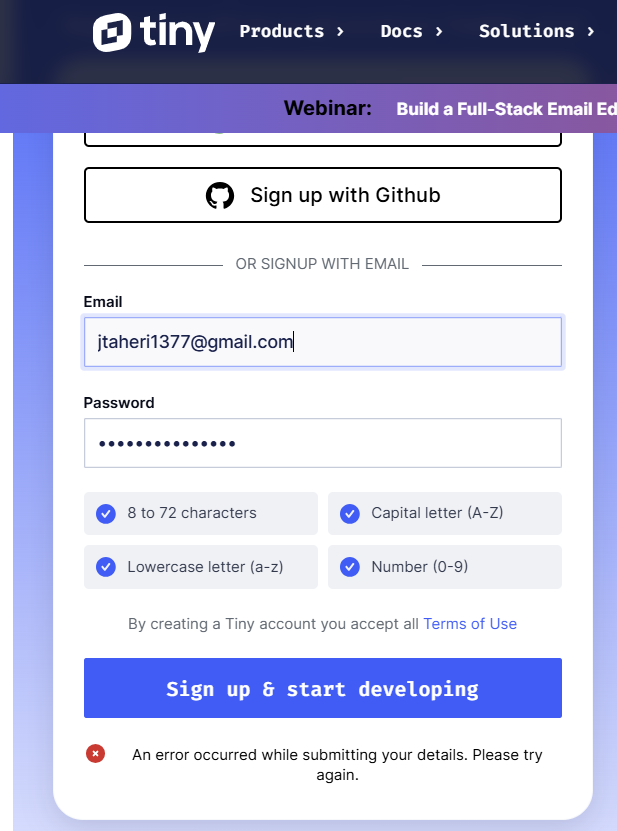 tiny Products › Docs › Solutions ›
Webinar: Build a Full-Stack Email Ed
Sign up with Github
OR SIGNUP WITH EMAIL
Email
jtaheri1377@gmail.com
Password
•••••••••••••••
8 to 72 characters Capital letter (A-Z)
Lowercase letter (a-z) Number (0-9)
By creating a Tiny account you accept all Terms of Use
Sign up & start developing
An error occurred while submitting your details. Please try
again.